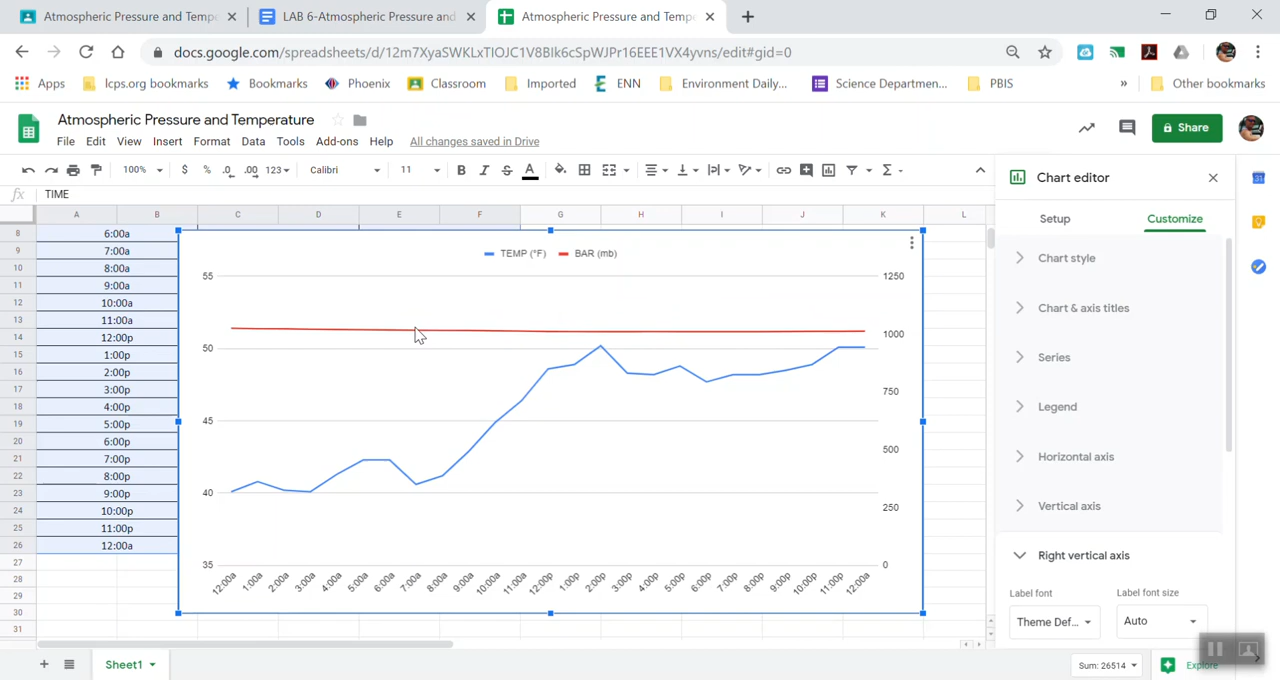 Atmospheric Pressure and Tempe
LAB 6-Atmospheric Pressure and
Atmospheric Pressure and Tempe
docs.google.com/spreadsheets/d/12m7XyaSWKLxTIOJC1V8BIk6cSpWJPr16EEE1VX4yvns/edit#gid=0
Apps lcps.org bookmarks Bookmarks Phoenix Classroom Imported ENN Environment Daily... Science Departmen... PBIS » Other bookmarks
Atmospheric Pressure and Temperature
File Edit View Insert Format Data Tools Add-ons Help All changes saved in Drive
Share
100% $ % .0 .00 123 Calibri 11 B I S A Σ
fx TIME
Chart editor
Setup Customize
A B C D E F G H I J K L
8 6:00a
9 7:00a
10 8:00a
11 9:00a
12 10:00a
13 11:00a
14 12:00p
15 1:00p
16 2:00p
17 3:00p
18 4:00p
19 5:00p
20 6:00p
21 7:00p
22 8:00p
23 9:00p
24 10:00p
25 11:00p
26 12:00a
27
28
29
30
31
TEMP (°F) BAR (mb)
55
50
45
40
35
1250
1000
750
500
250
0
12:00a 1:00a 2:00a 3:00a 4:00a 5:00a 6:00a 7:00a 8:00a 9:00a 10:00a 11:00a 12:00p 1:00p 2:00p 3:00p 4:00p 5:00p 6:00p 7:00p 8:00p 9:00p 10:00p 11:00p 12:00a
Chart style
Chart & axis titles
Series
Legend
Horizontal axis
Vertical axis
Right vertical axis
Label font Label font size
Theme Def... Auto
Sheet1
Sum: 26514
Explore
31